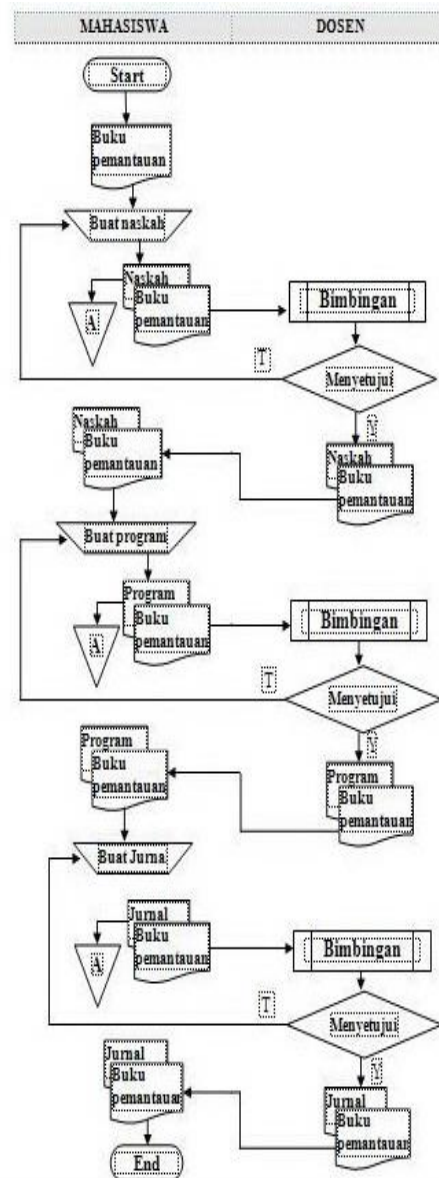 MAHASISWA DOSEN
Start
Buku
pemantauan
Buat naskah
Naskah
Buku
pemantauan
A
Bimbingan
T
Menyetujui
Y
Naskah
Buku
pemantauan
Naskah
Buku
pemantauan
Buat program
Program
Buku
pemantauan
A
Bimbingan
T
Menyetujui
Y
Program
Buku
pemantauan
Program
Buku
pemantauan
Buat Jurna
Jurnal
Buku
pemantauan
A
Bimbingan
T
Menyetujui
Y
Jurnal
Buku
pemantauan
Jurnal
Buku
pemantauan
End